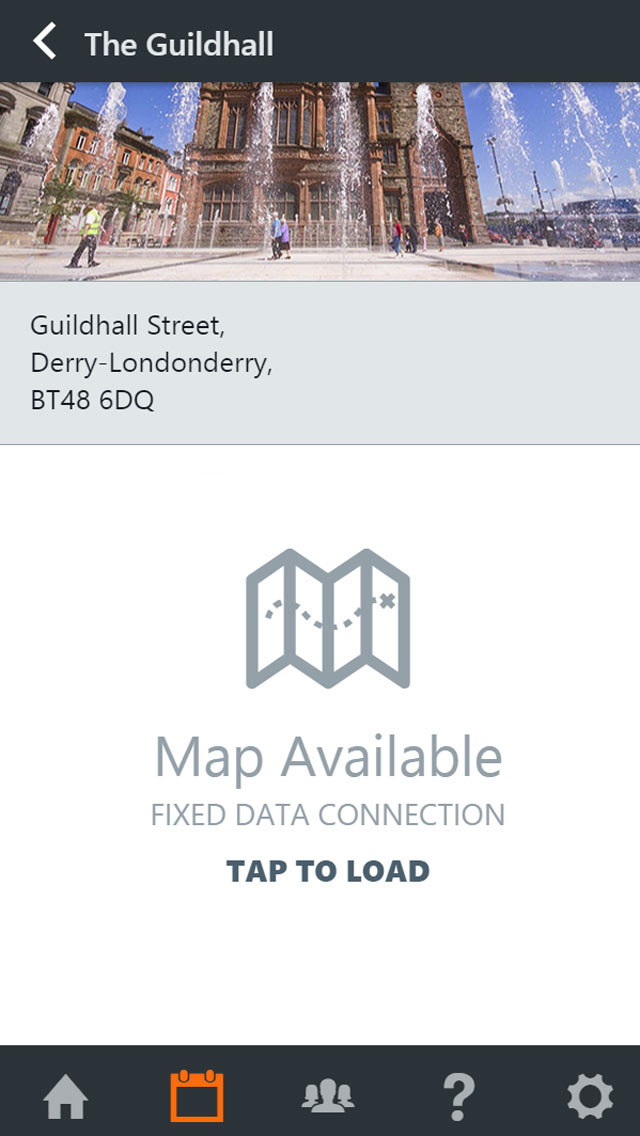 The Guildhall
Guildhall Street,
Derry-Londonderry,
BT48 6DQ
Map Available
FIXED DATA CONNECTION
TAP TO LOAD